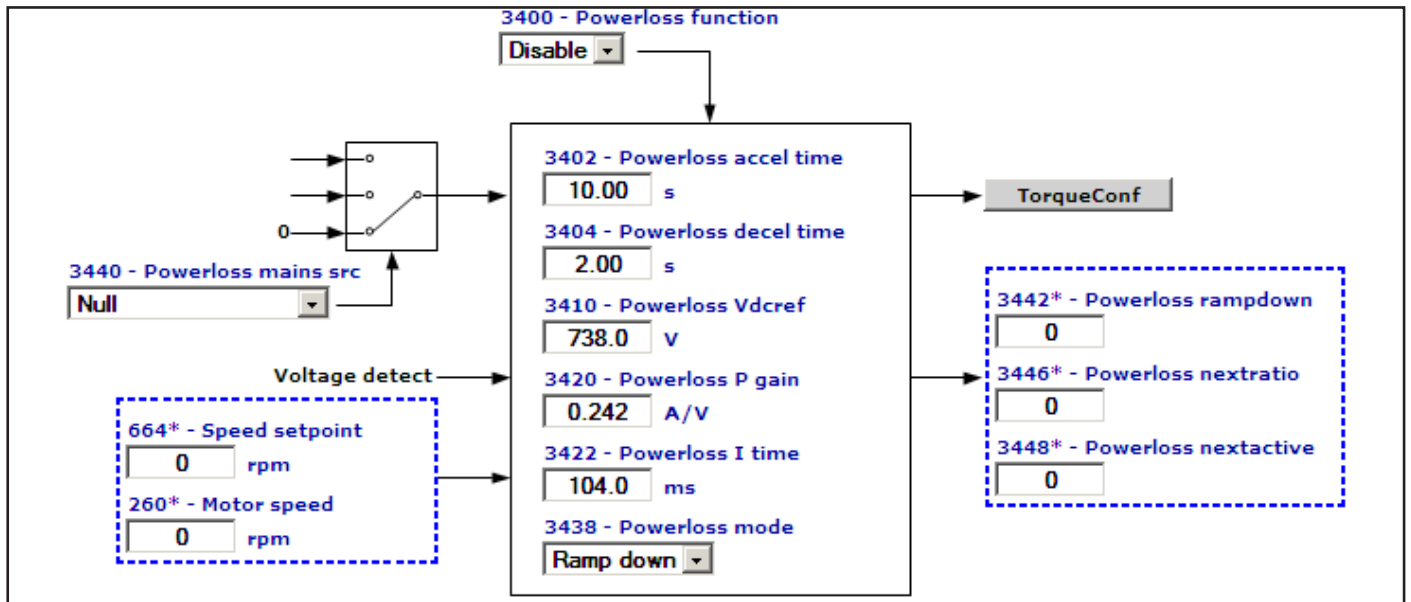 3400 - Powerloss function
Disable
3402 - Powerloss accel time
10.00 s
TorqueConf
0
3404 - Powerloss decel time
2.00 s
3440 - Powerloss mains src
Null
3410 - Powerloss Vdcref
738.0 V
3442* - Powerloss rampdown
0
Voltage detect
3420 - Powerloss P gain
0.242 A/V
3446* - Powerloss nextratio
0
664* - Speed setpoint
0 rpm
3422 - Powerloss I time
104.0 ms
3448* - Powerloss nextactive
0
260* - Motor speed
0 rpm
3438 - Powerloss mode
Ramp down